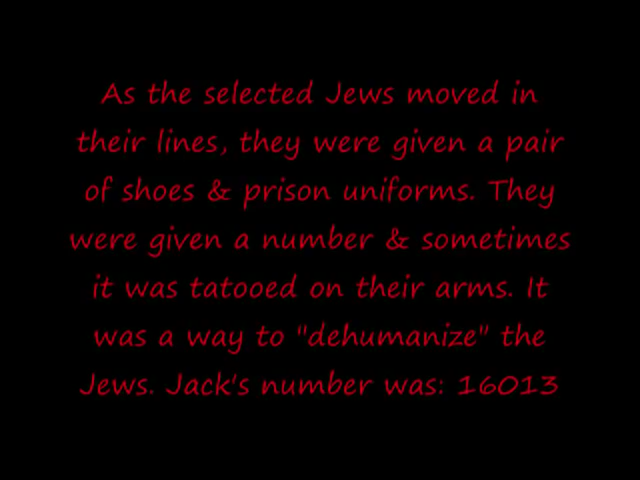 As the selected Jews moved in
their lines, they were given a pair
of shoes & prison uniforms. They
were given a number & sometimes
it was tatooed on their arms. It
was a way to "dehumanize" the
Jews. Jack's number was: 16013